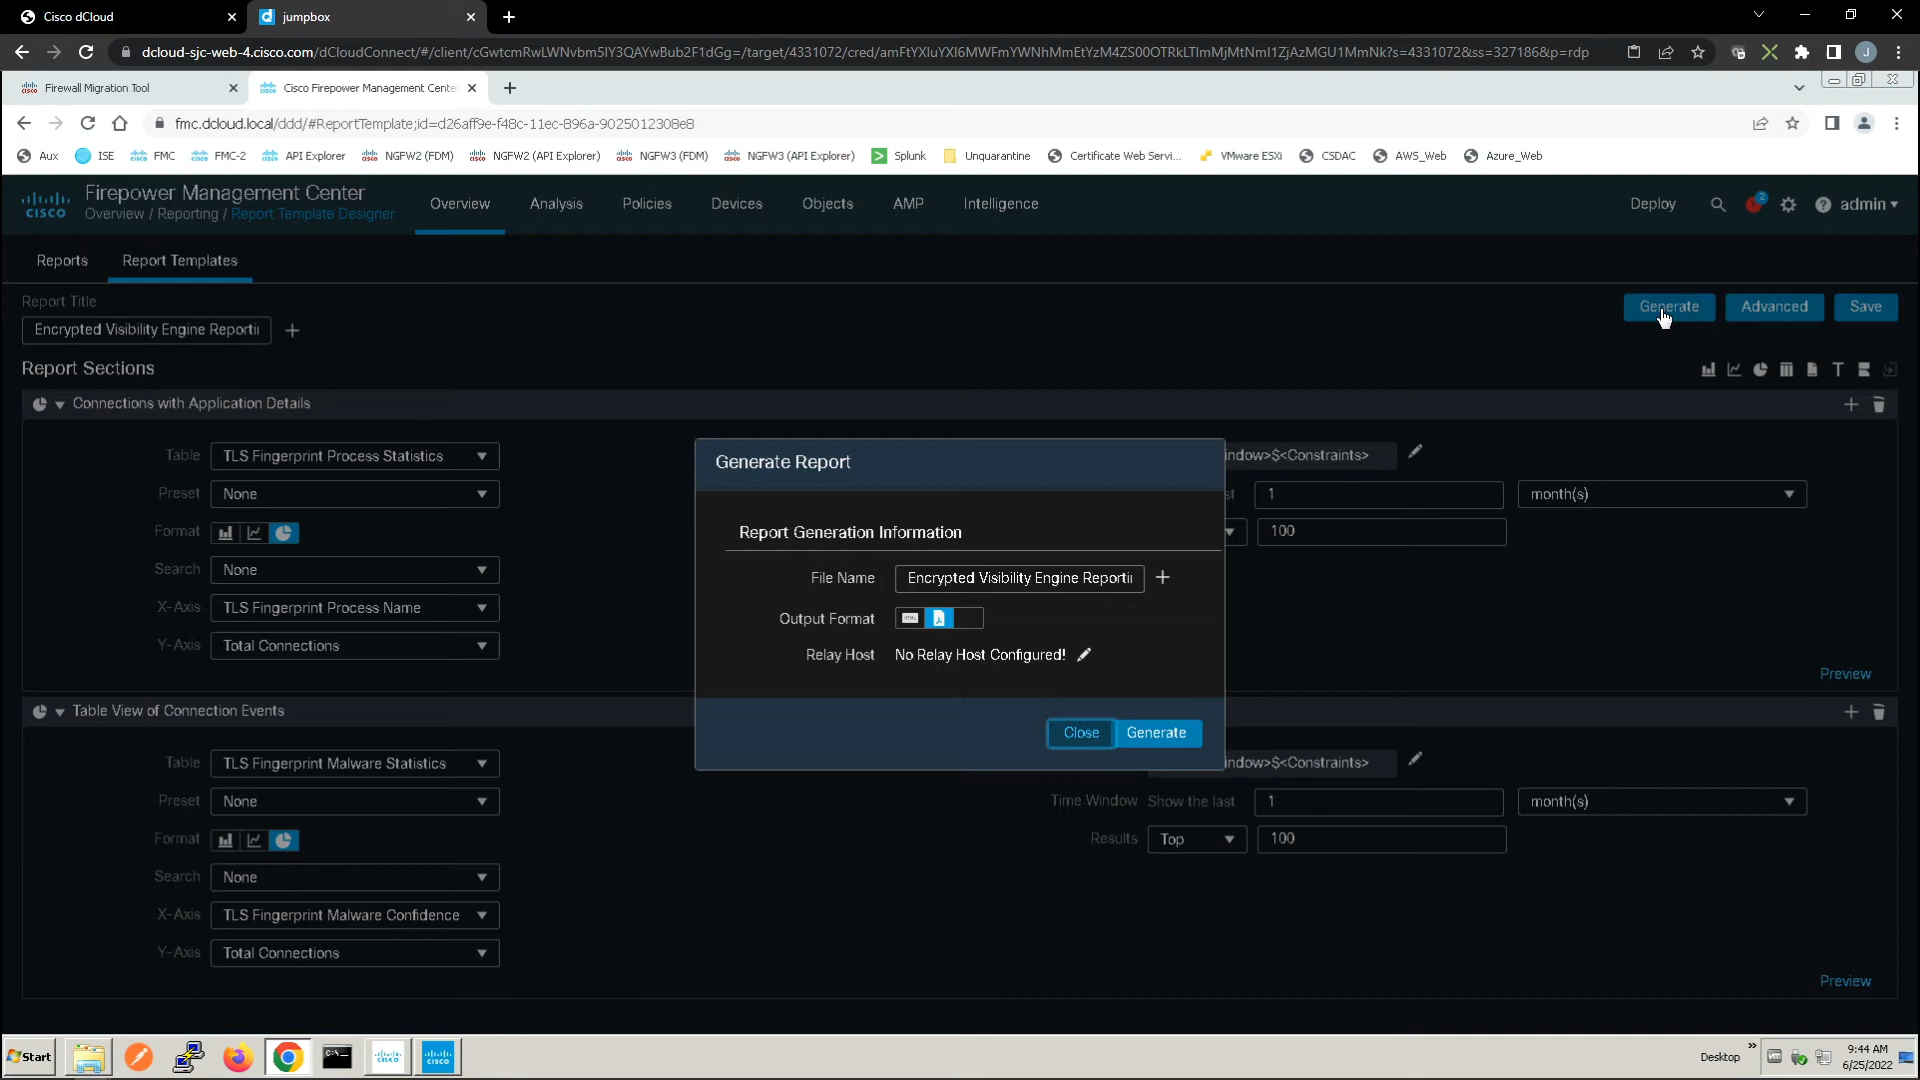 Cisco dCloud
jumpbox
dcloud-sjc-web-4.cisco.com/dCloudConnect/#/client/cGwtcmRwLWNvbm5lY3QAYwBub2F1dGg=/target/4331072/cred/amFtYXIuYXI6MWFmYWNhMmEtYzM4ZS00OTRkLTlmMjMtNmI1ZjAzMGU1MmNk?s=4331072&ss=327186&p=rdp
J
Firewall Migration Tool
Cisco Firepower Management Cente
fmc.dcloud.local/ddd/#ReportTemplate;id=d26aff9e-f48c-11ec-896a-9025012308e8
Aux
ISE
FMC
FMC-2
API Explorer
NGFW2 (FDM)
NGFW2 (API Explorer)
NGFW3 (FDM)
NGFW3 (API Explorer)
Splunk
Unquarantine
Certificate Web Servi...
VMware ESXi
CSDAC
AWS_Web
Azure_Web
CISCO
Firepower Management Center
Overview / Reporting / Report Template Designer
Overview
Analysis
Policies
Devices
Objects
AMP
Intelligence
Deploy
2
admin
Reports
Report Templates
Report Title
Encrypted Visibility Engine Reportin
Generate
Advanced
Save
Report Sections
Connections with Application Details
Table TLS Fingerprint Process Statistics
Preset None
Format
Search None
X-Axis TLS Fingerprint Process Name
Y-Axis Total Connections
indow>$<Constraints>
st 1 month(s)
100
Preview
Generate Report
Report Generation Information
File Name Encrypted Visibility Engine Reportin
Output Format HTML
Relay Host No Relay Host Configured!
Close
Generate
Table View of Connection Events
Table TLS Fingerprint Malware Statistics
Preset None
Format
Search None
X-Axis TLS Fingerprint Malware Confidence
Y-Axis Total Connections
indow>$<Constraints>
Time Window Show the last 1 month(s)
Results Top 100
Preview
Start
C:\_
CISCO
CISCO
Desktop
9:44 AM
6/25/2022